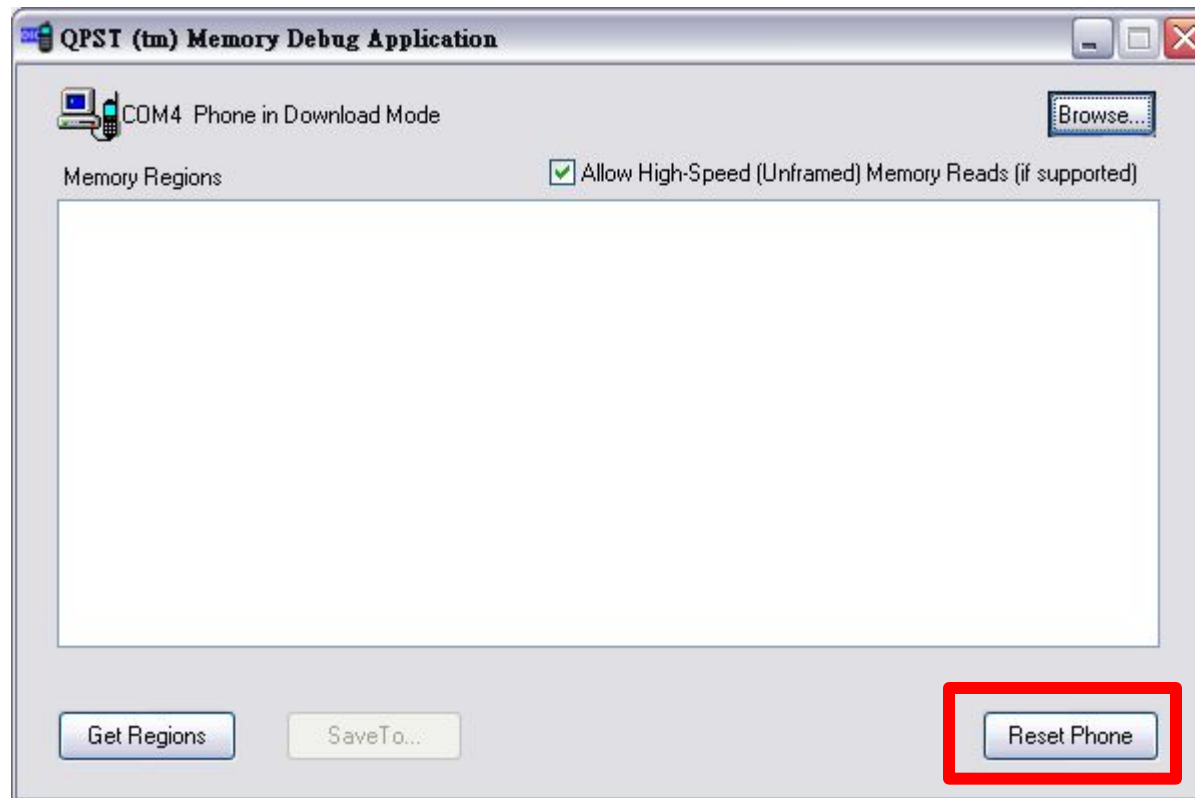 QPST (tm) Memory Debug Application
COM4 Phone in Download Mode
Browse...
Memory Regions
Allow High-Speed (Unframed) Memory Reads (if supported)
Get Regions
SaveTo...
Reset Phone